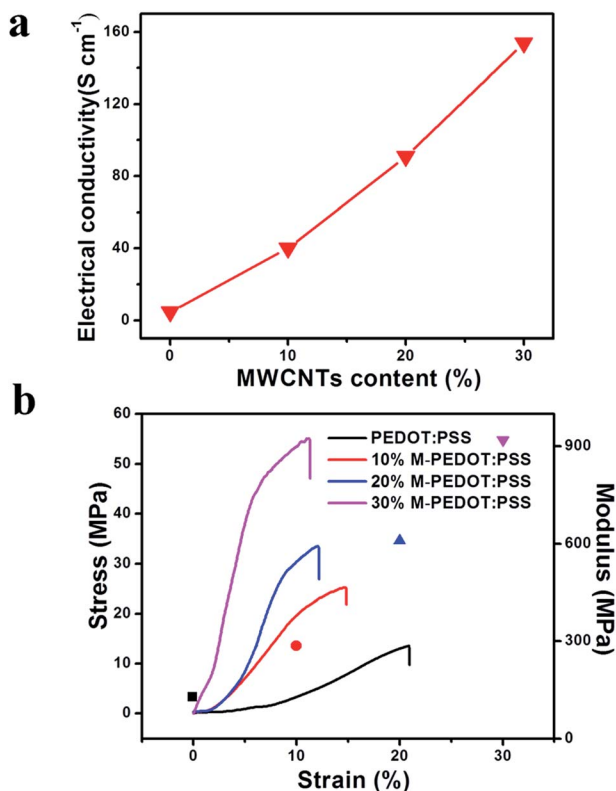 a
160
120
80
40
0
Electrical conductivity(S cm⁻¹)
0 10 20 30
MWCNTs content (%)
b
60
50
40
30
20
10
0
Stress (MPa)
PEDOT:PSS
10% M-PEDOT:PSS
20% M-PEDOT:PSS
30% M-PEDOT:PSS
900
600
300
0
Modulus (MPa)
0 10 20 30
Strain (%)